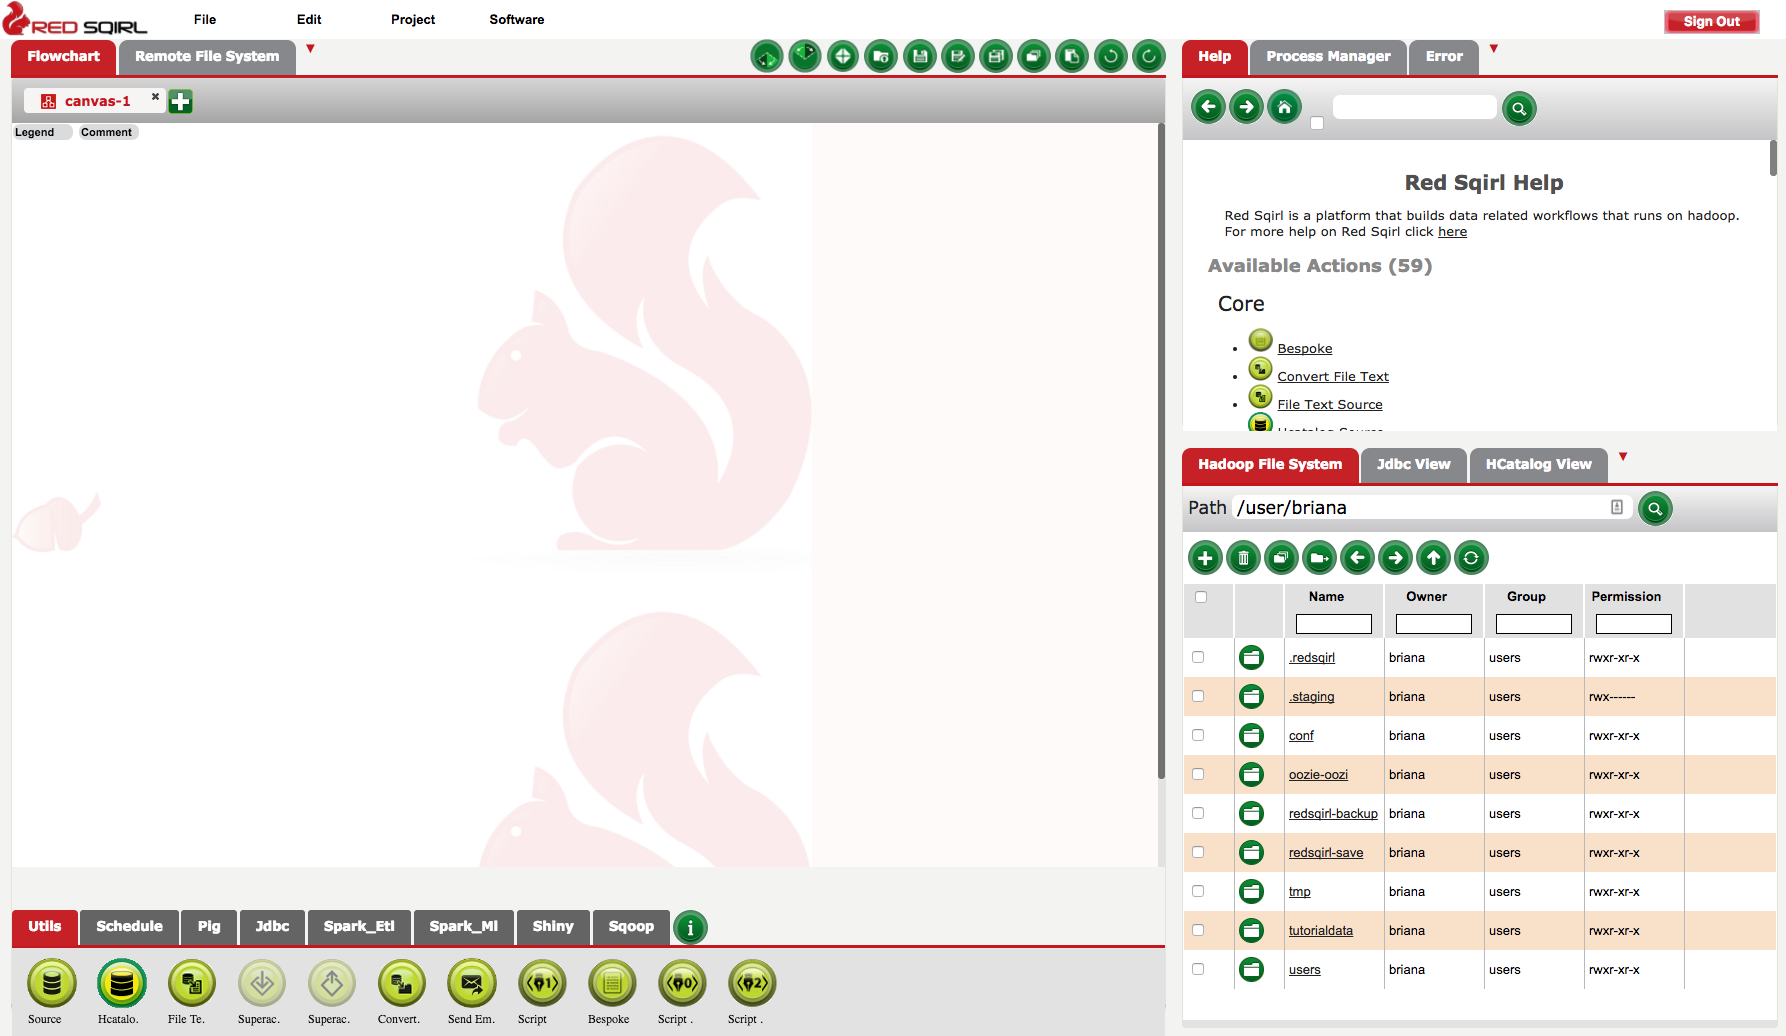 RED SQIRL
File Edit Project Software
Sign Out
Flowchart Remote File System
canvas-1
Legend Comment
Utils Schedule Pig Jdbc Spark_Etl Spark_Ml Shiny Sqoop
Source Hcatalo. File Te. Superac. Superac. Convert. Send Em. Script Bespoke Script . Script .
Help Process Manager Error
Red Sqirl Help
Red Sqirl is a platform that builds data related workflows that runs on hadoop.
For more help on Red Sqirl click here
Available Actions (59)
Core
Bespoke
Convert File Text
File Text Source
Hcatalog Source
Hadoop File System Jdbc View HCatalog View
Path /user/briana
Name Owner Group Permission
.redsqirl briana users rwxr-xr-x
.staging briana users rwx------
conf briana users rwxr-xr-x
oozie-oozi briana users rwxr-xr-x
redsqirl-backup briana users rwxr-xr-x
redsqirl-save briana users rwxr-xr-x
tmp briana users rwxr-xr-x
tutorialdata briana users rwxr-xr-x
users briana users rwxr-xr-x